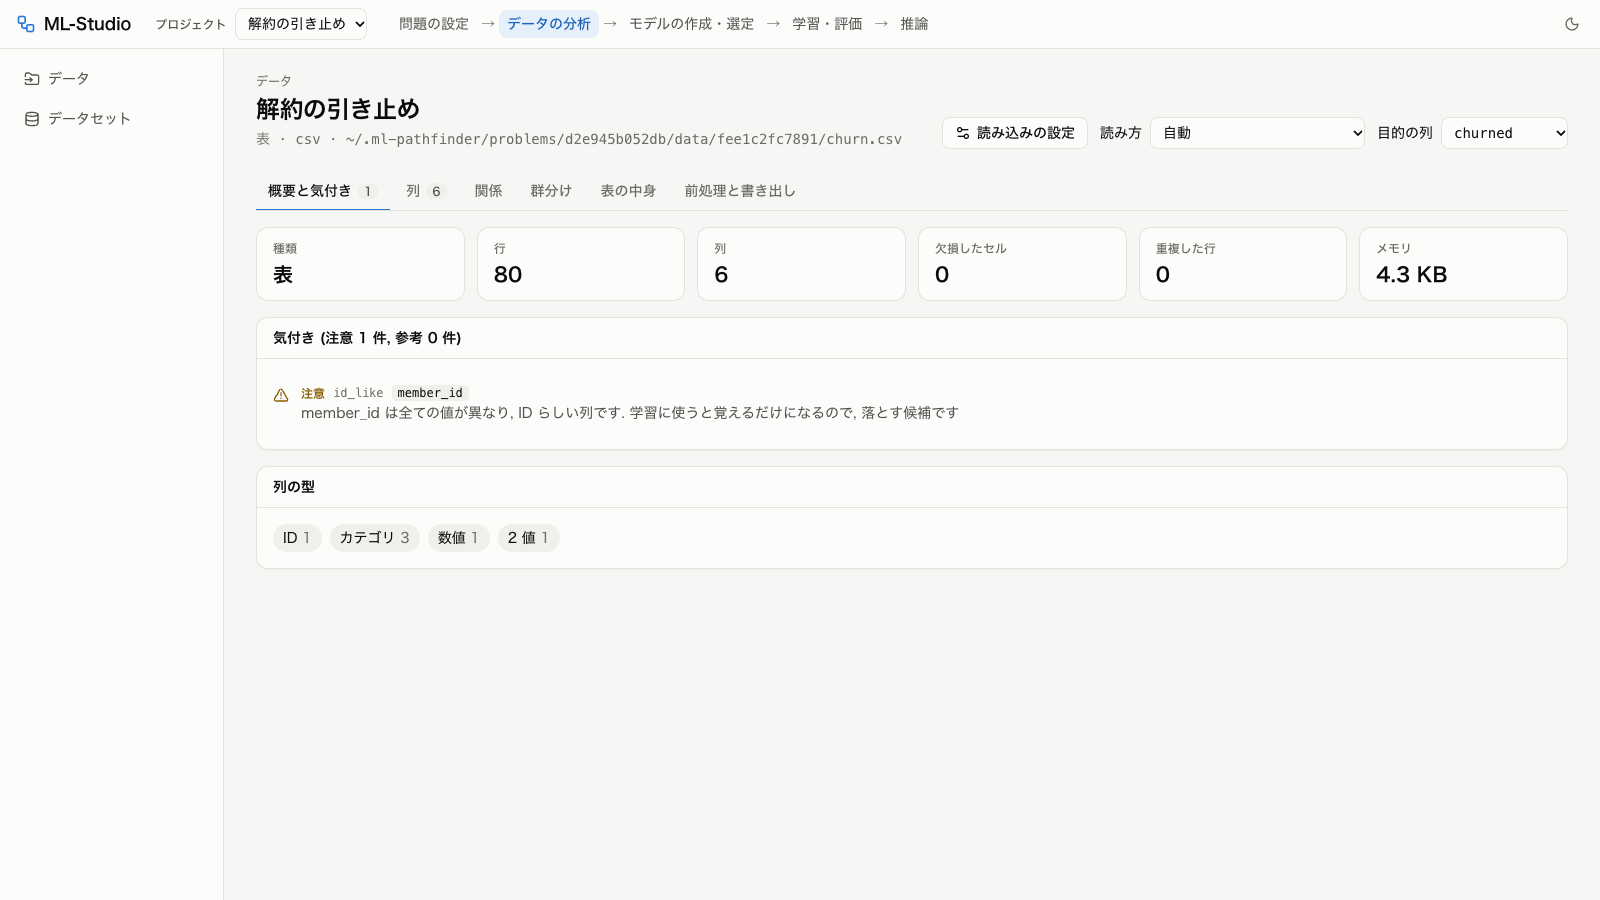 ML-Studio プロジェクト 解約の引き止め 問題の設定 → データの分析 → モデルの作成・選定 → 学習・評価 → 推論
データ
データセット
データ
解約の引き止め
表 · csv · ~/.ml-pathfinder/problems/d2e945b052db/data/fee1c2fc7891/churn.csv
読み込みの設定 読み方 自動 目的の列 churned
概要と気付き 1 列 6 関係 群分け 表の中身 前処理と書き出し
種類
表
行
80
列
6
欠損したセル
0
重複した行
0
メモリ
4.3 KB
気付き (注意 1 件, 参考 0 件)
注意 id_like member_id
member_id は全ての値が異なり, ID らしい列です. 学習に使うと覚えるだけになるので, 落とす候補です
列の型
ID 1 カテゴリ 3 数値 1 2 値 1